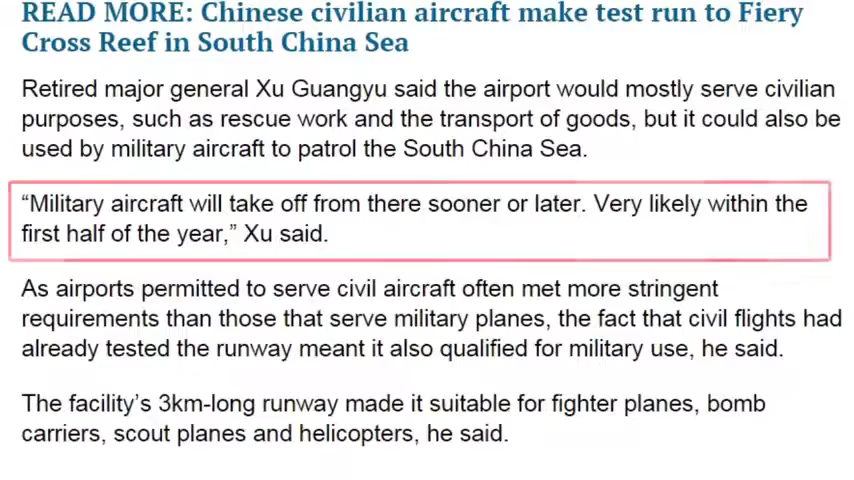 READ MORE: Chinese civilian aircraft make test run to Fiery
Cross Reef in South China Sea
Retired major general Xu Guangyu said the airport would mostly serve civilian
purposes, such as rescue work and the transport of goods, but it could also be
used by military aircraft to patrol the South China Sea.
“Military aircraft will take off from there sooner or later. Very likely within the
first half of the year,” Xu said.
As airports permitted to serve civil aircraft often met more stringent
requirements than those that serve military planes, the fact that civil flights had
already tested the runway meant it also qualified for military use, he said.
The facility’s 3km-long runway made it suitable for fighter planes, bomb
carriers, scout planes and helicopters, he said.